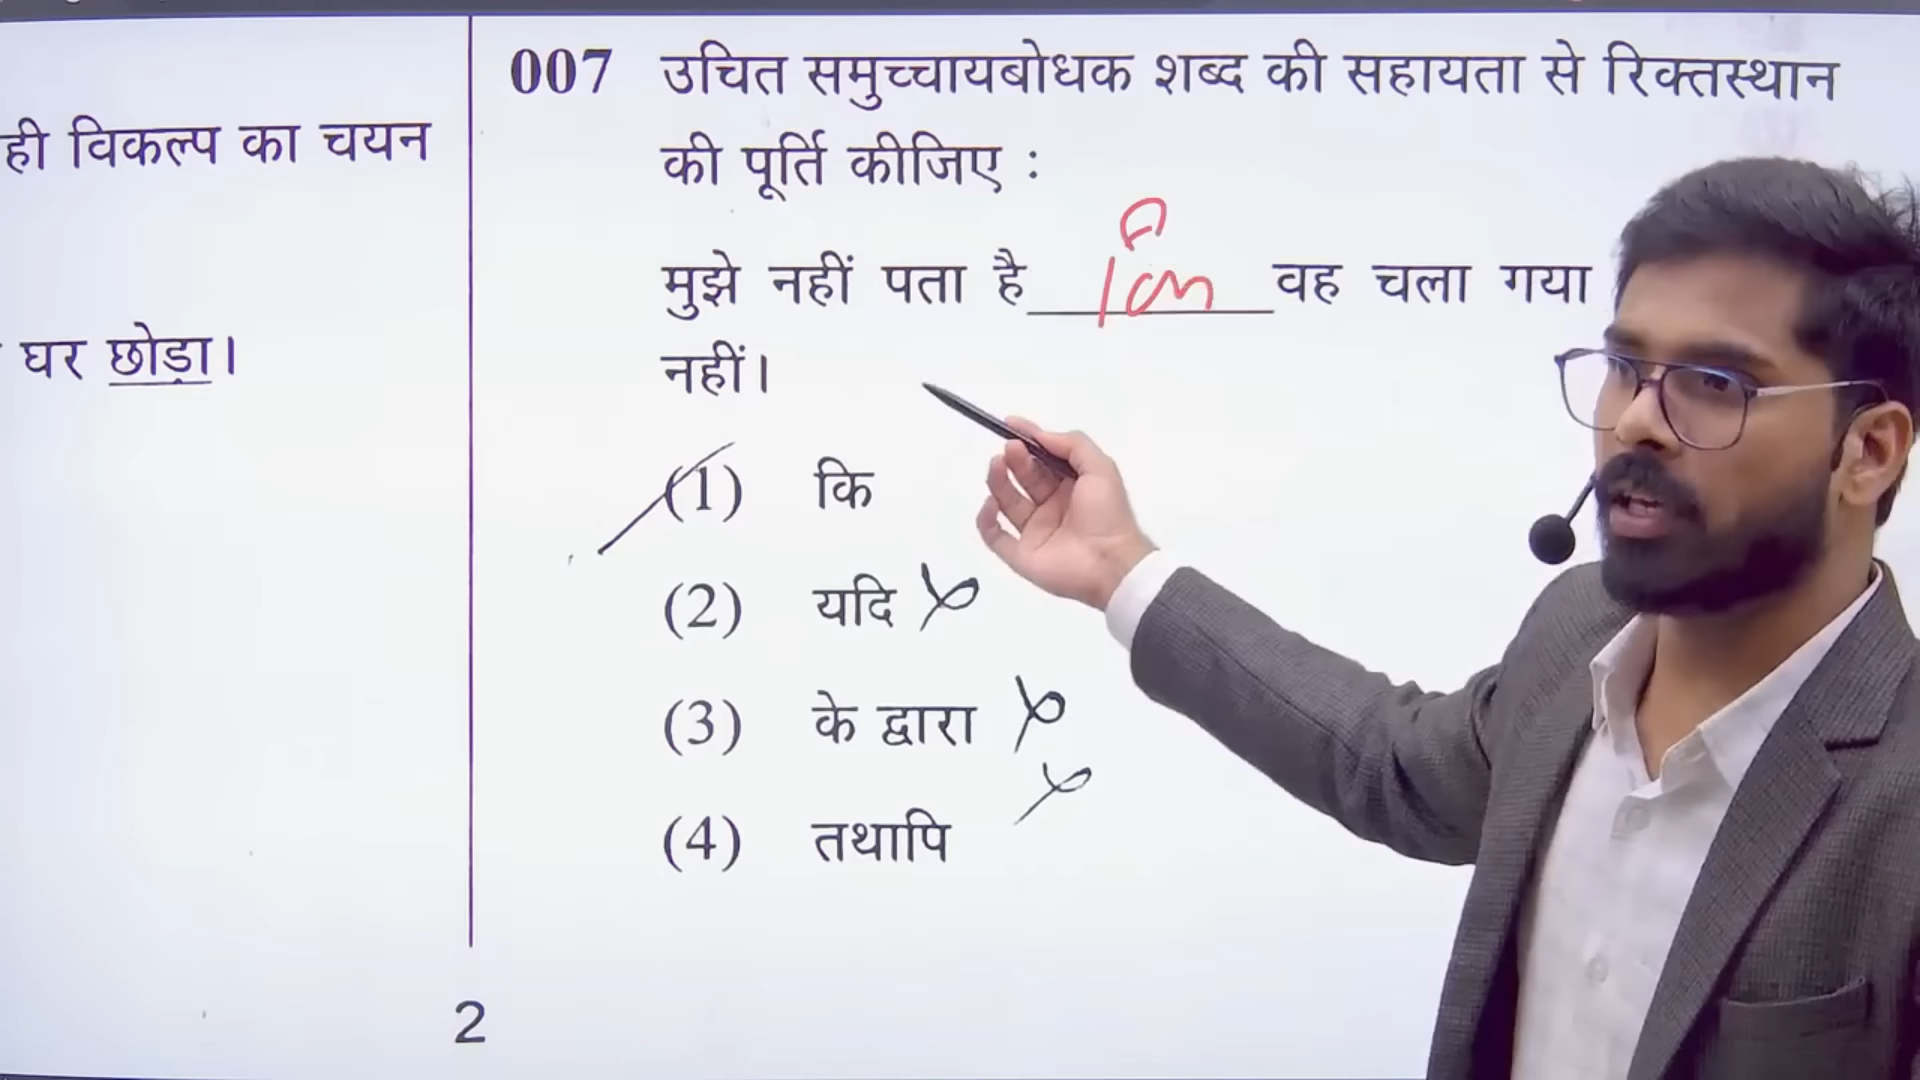 ही विकल्प का चयन
घर छोड़ा।
007 उचित समुच्चायबोधक शब्द की सहायता से रिक्तस्थान
की पूर्ति कीजिए :
मुझे नहीं पता है कि वह चला गया
नहीं।
(1) कि
(2) यदि
(3) के द्वारा
(4) तथापि
2